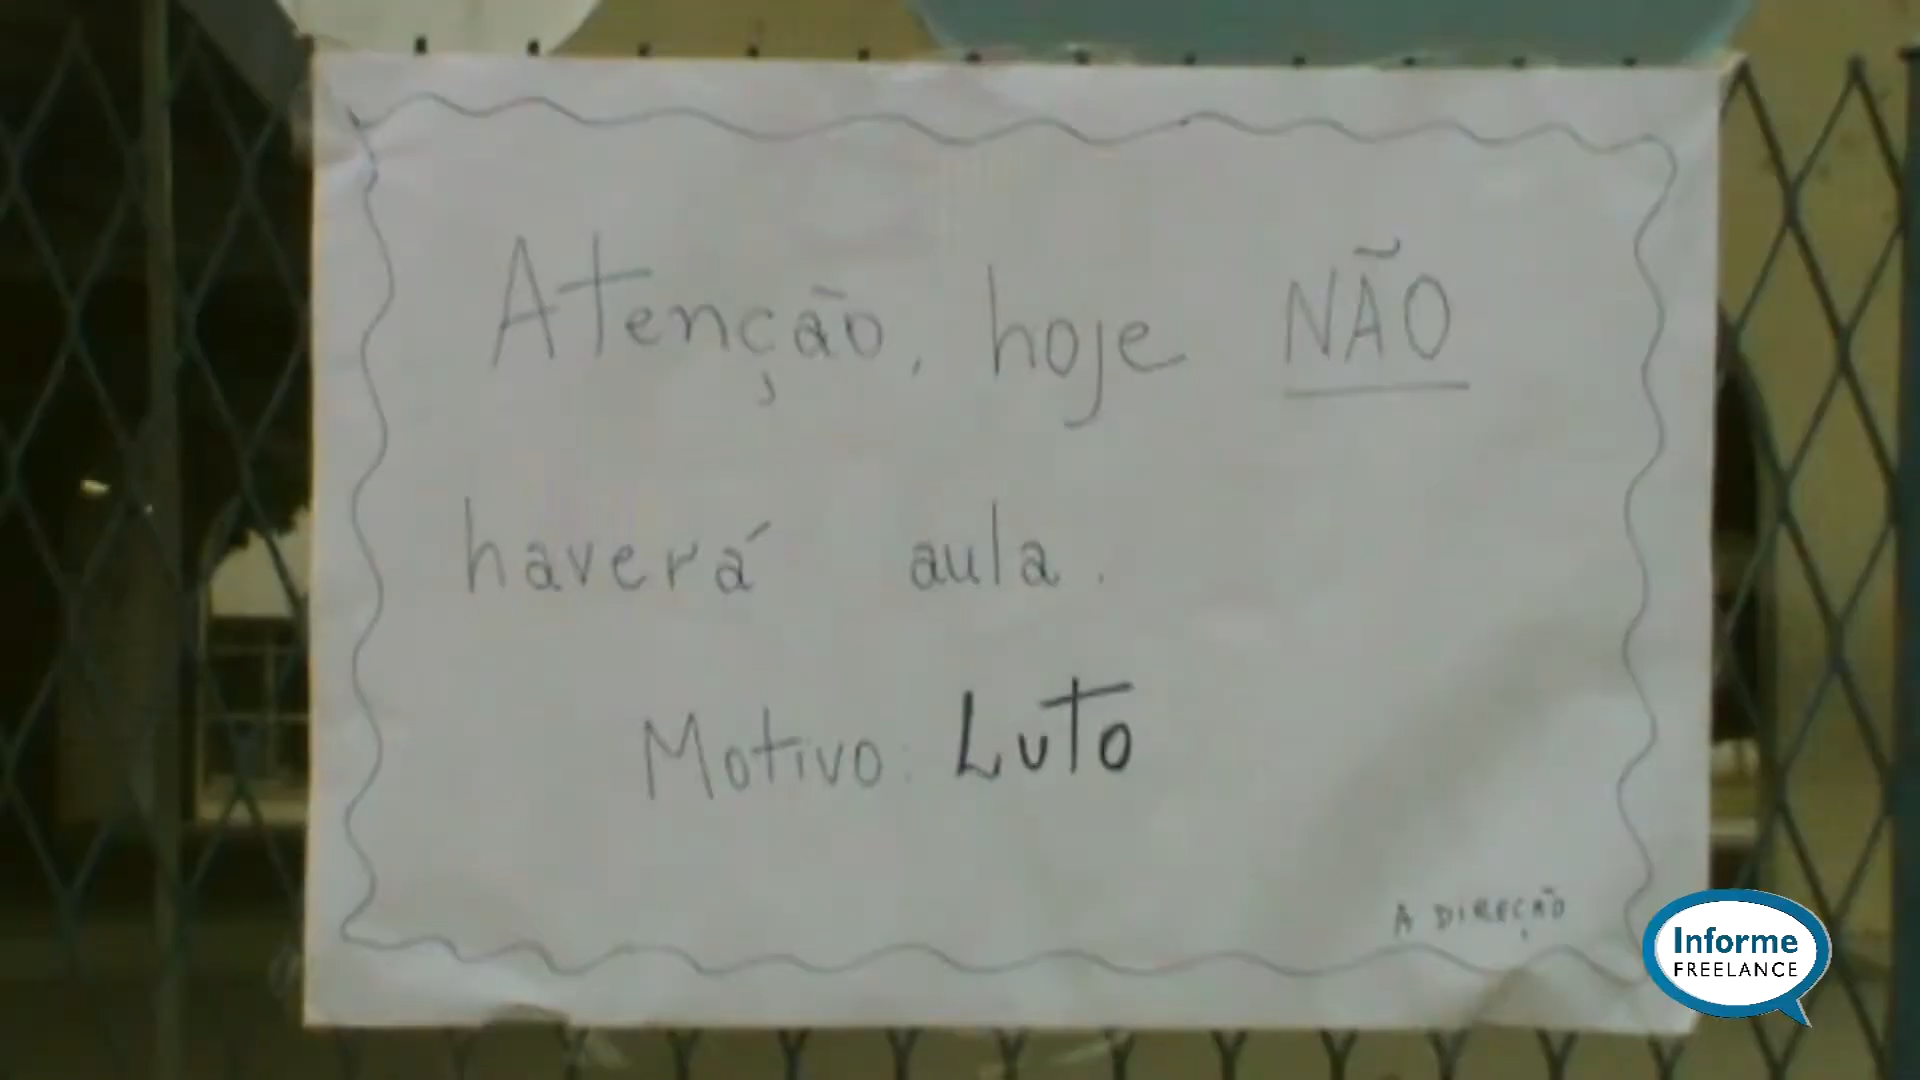 Atenção, hoje NÃO
haverá aula.
Motivo: Luto
A DIREÇÃO
Informe
FREELANCE